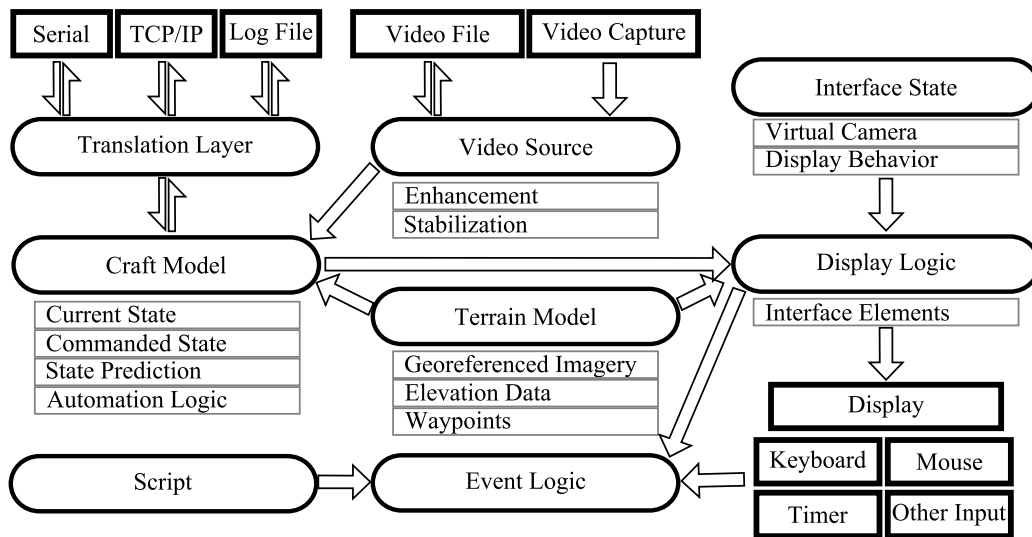 Serial
TCP/IP
Log File
Video File
Video Capture
Interface State
Virtual Camera
Display Behavior
Translation Layer
Video Source
Enhancement
Stabilization
Craft Model
Current State
Commanded State
State Prediction
Automation Logic
Terrain Model
Georeferenced Imagery
Elevation Data
Waypoints
Display Logic
Interface Elements
Display
Script
Event Logic
Keyboard
Mouse
Timer
Other Input